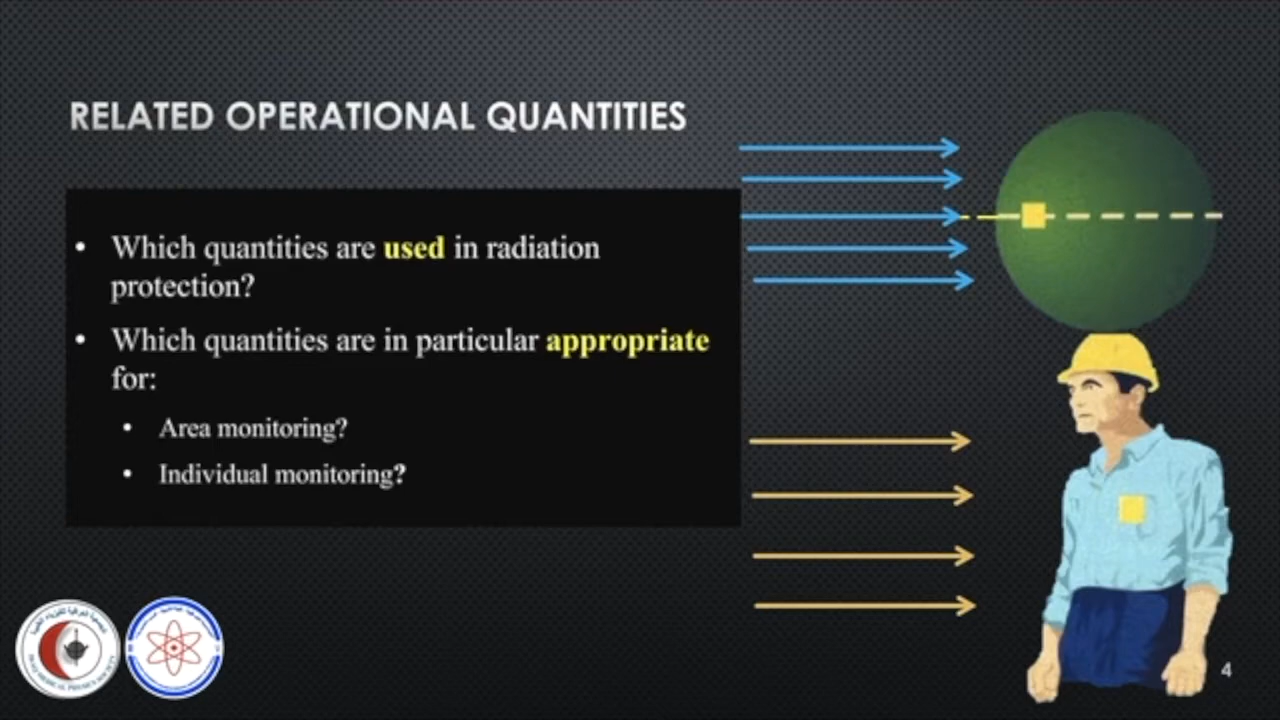 RELATED OPERATIONAL QUANTITIES
• Which quantities are used in radiation
protection?
• Which quantities are in particular appropriate
for:
• Area monitoring?
• Individual monitoring?
4